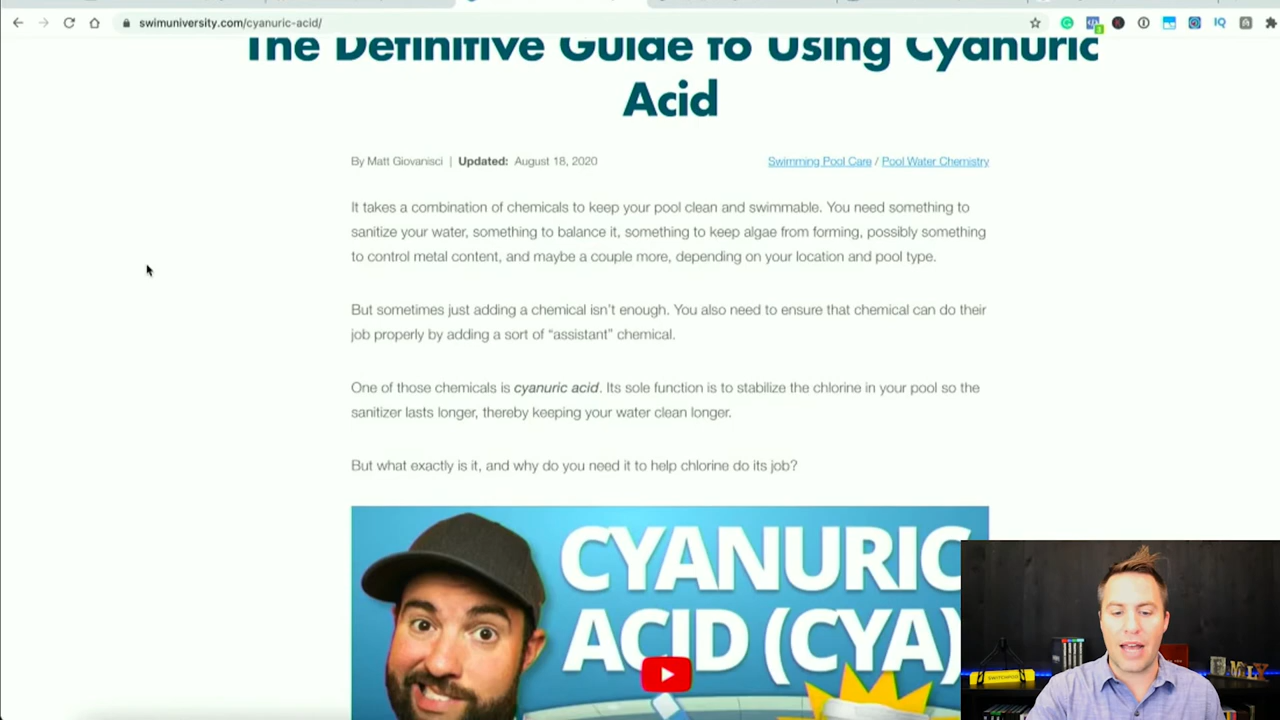 swimuniversity.com/cyanuric-acid/
The Definitive Guide to Using Cyanuric
Acid
By Matt Giovanisci | Updated: August 18, 2020
Swimming Pool Care / Pool Water Chemistry
It takes a combination of chemicals to keep your pool clean and swimmable. You need something to
sanitize your water, something to balance it, something to keep algae from forming, possibly something
to control metal content, and maybe a couple more, depending on your location and pool type.
But sometimes just adding a chemical isn’t enough. You also need to ensure that chemical can do their
job properly by adding a sort of “assistant” chemical.
One of those chemicals is cyanuric acid. Its sole function is to stabilize the chlorine in your pool so the
sanitizer lasts longer, thereby keeping your water clean longer.
But what exactly is it, and why do you need it to help chlorine do its job?
CYANURIC
ACID (CYA)
SWITCHPOD